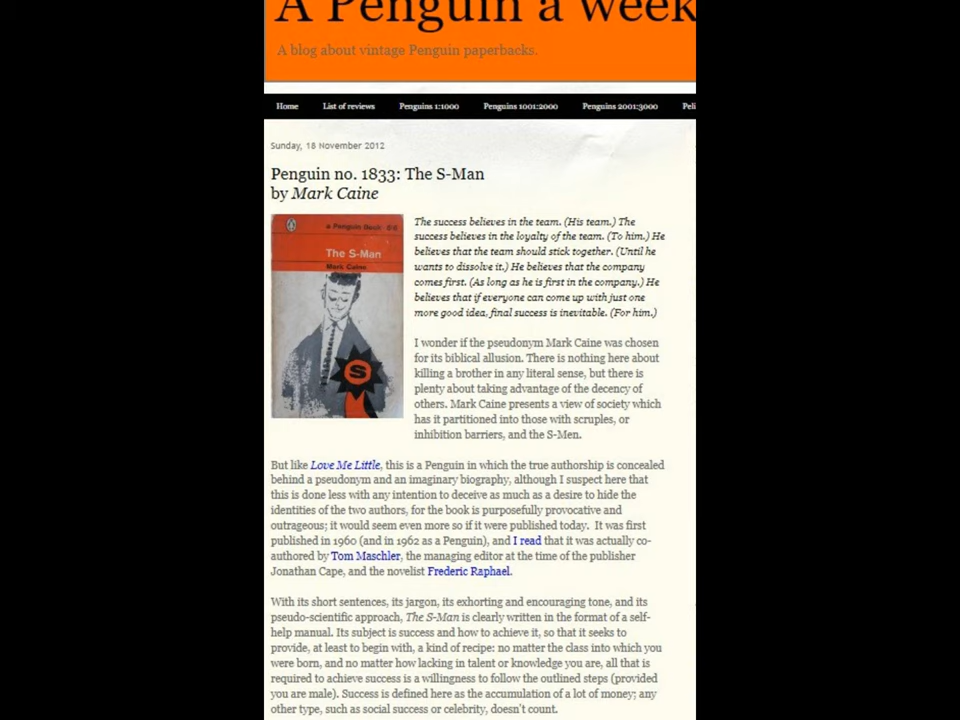 A Penguin a week
A blog about vintage Penguin paperbacks.
Home List of reviews Penguins 1:1000 Penguins 1001:2000 Penguins 2001:3000 Peli
Sunday, 18 November 2012
Penguin no. 1833: The S-Man
by Mark Caine
a Penguin Book
The S-Man
Mark Caine
S
The success believes in the team. (His team.) The
success believes in the loyalty of the team. (To him.) He
believes that the team should stick together. (Until he
wants to dissolve it.) He believes that the company
comes first. (As long as he is first in the company.) He
believes that if everyone can come up with just one
more good idea, final success is inevitable. (For him.)
I wonder if the pseudonym Mark Caine was chosen
for its biblical allusion. There is nothing here about
killing a brother in any literal sense, but there is
plenty about taking advantage of the decency of
others. Mark Caine presents a view of society which
has it partitioned into those with scruples, or
inhibition barriers, and the S-Men.
But like Love Me Little, this is a Penguin in which the true authorship is concealed
behind a pseudonym and an imaginary biography, although I suspect here that
this is done less with any intention to deceive as much as a desire to hide the
identities of the two authors, for the book is purposefully provocative and
outrageous; it would seem even more so if it were published today. It was first
published in 1960 (and in 1962 as a Penguin), and I read that it was actually co-
authored by Tom Maschler, the managing editor at the time of the publisher
Jonathan Cape, and the novelist Frederic Raphael.
With its short sentences, its jargon, its exhorting and encouraging tone, and its
pseudo-scientific approach, The S-Man is clearly written in the format of a self-
help manual. Its subject is success and how to achieve it, so that it seeks to
provide, at least to begin with, a kind of recipe: no matter the class into which you
were born, and no matter how lacking in talent or knowledge you are, all that is
required to achieve success is a willingness to follow the outlined steps (provided
you are male). Success is defined here as the accumulation of a lot of money; any
other type, such as social success or celebrity, doesn't count.